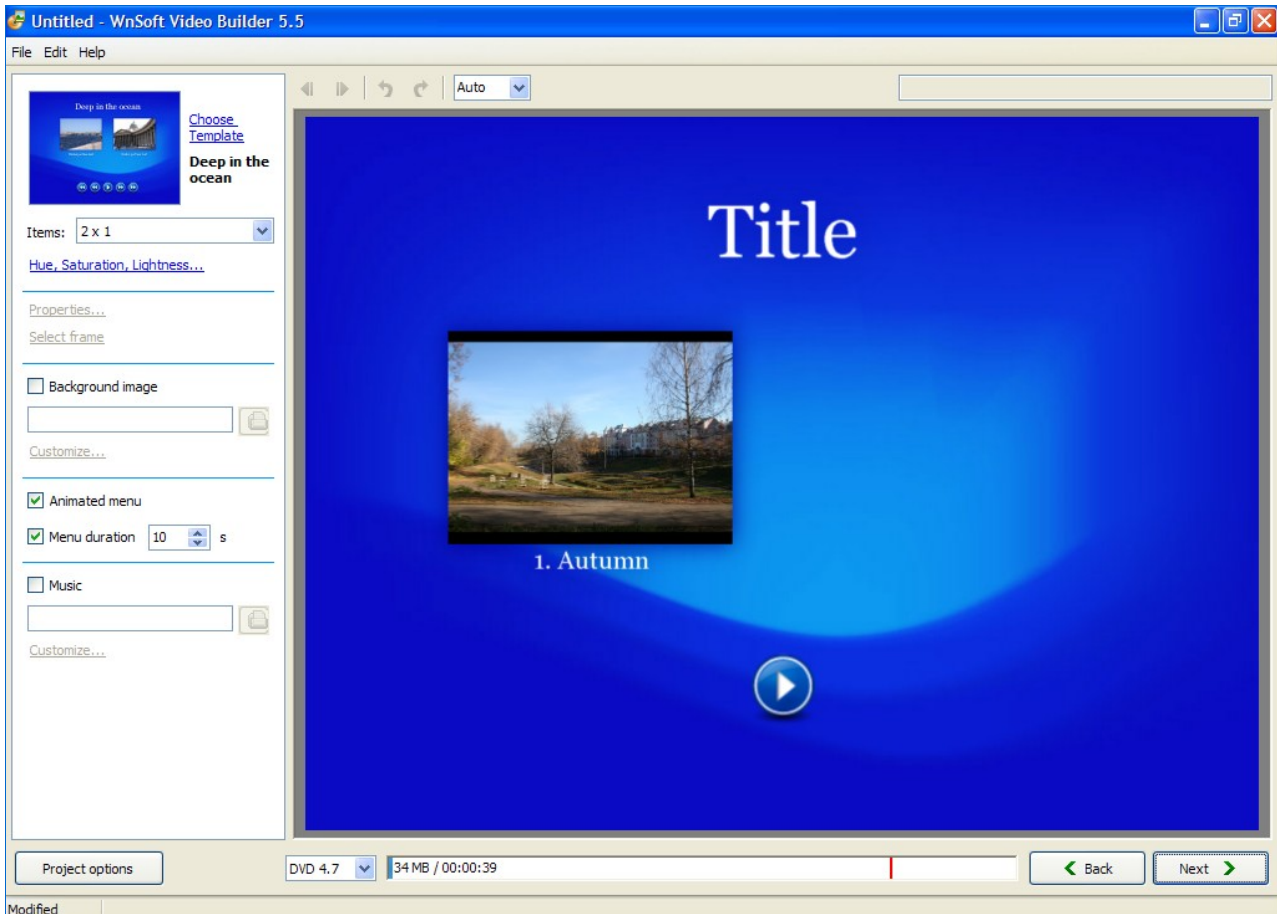 Untitled - WnSoft Video Builder 5.5
File Edit Help
Deep in the ocean
Choose
Template
Deep in the
ocean
Items: 2 x 1
Hue, Saturation, Lightness...
Properties...
Select frame
Background image
Customize...
Animated menu
Menu duration 10 s
Music
Customize...
Auto
Title
1. Autumn
Project options
DVD 4.7
34 MB / 00:00:39
Back
Next
Modified